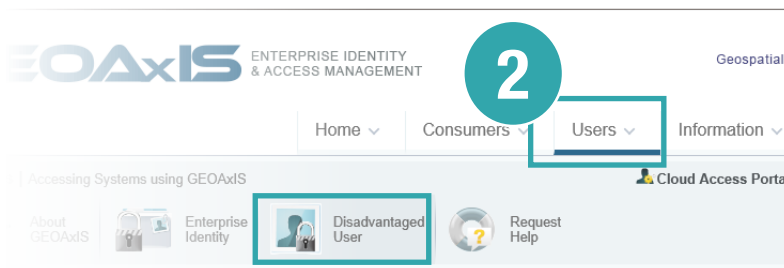 GEOAxIS ENTERPRISE IDENTITY
& ACCESS MANAGEMENT
2
Geospatial
Home Consumers Users Information
| Accessing Systems using GEOAxIS
Cloud Access Porta
About
GEOAxIS
Enterprise
Identity
Disadvantaged
User
Request
Help
?